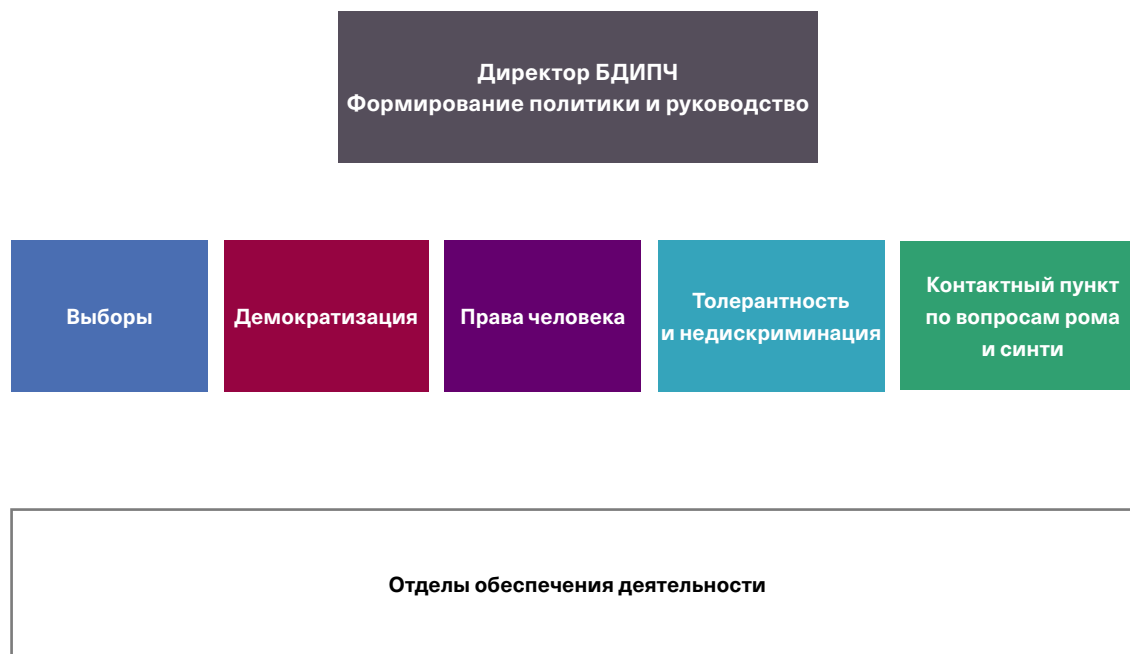 Директор БДИПЧ
Формирование политики и руководство
Выборы
Демократизация
Права человека
Толерантность
и недискриминация
Контактный пункт
по вопросам рома
и синти
Отделы обеспечения деятельности